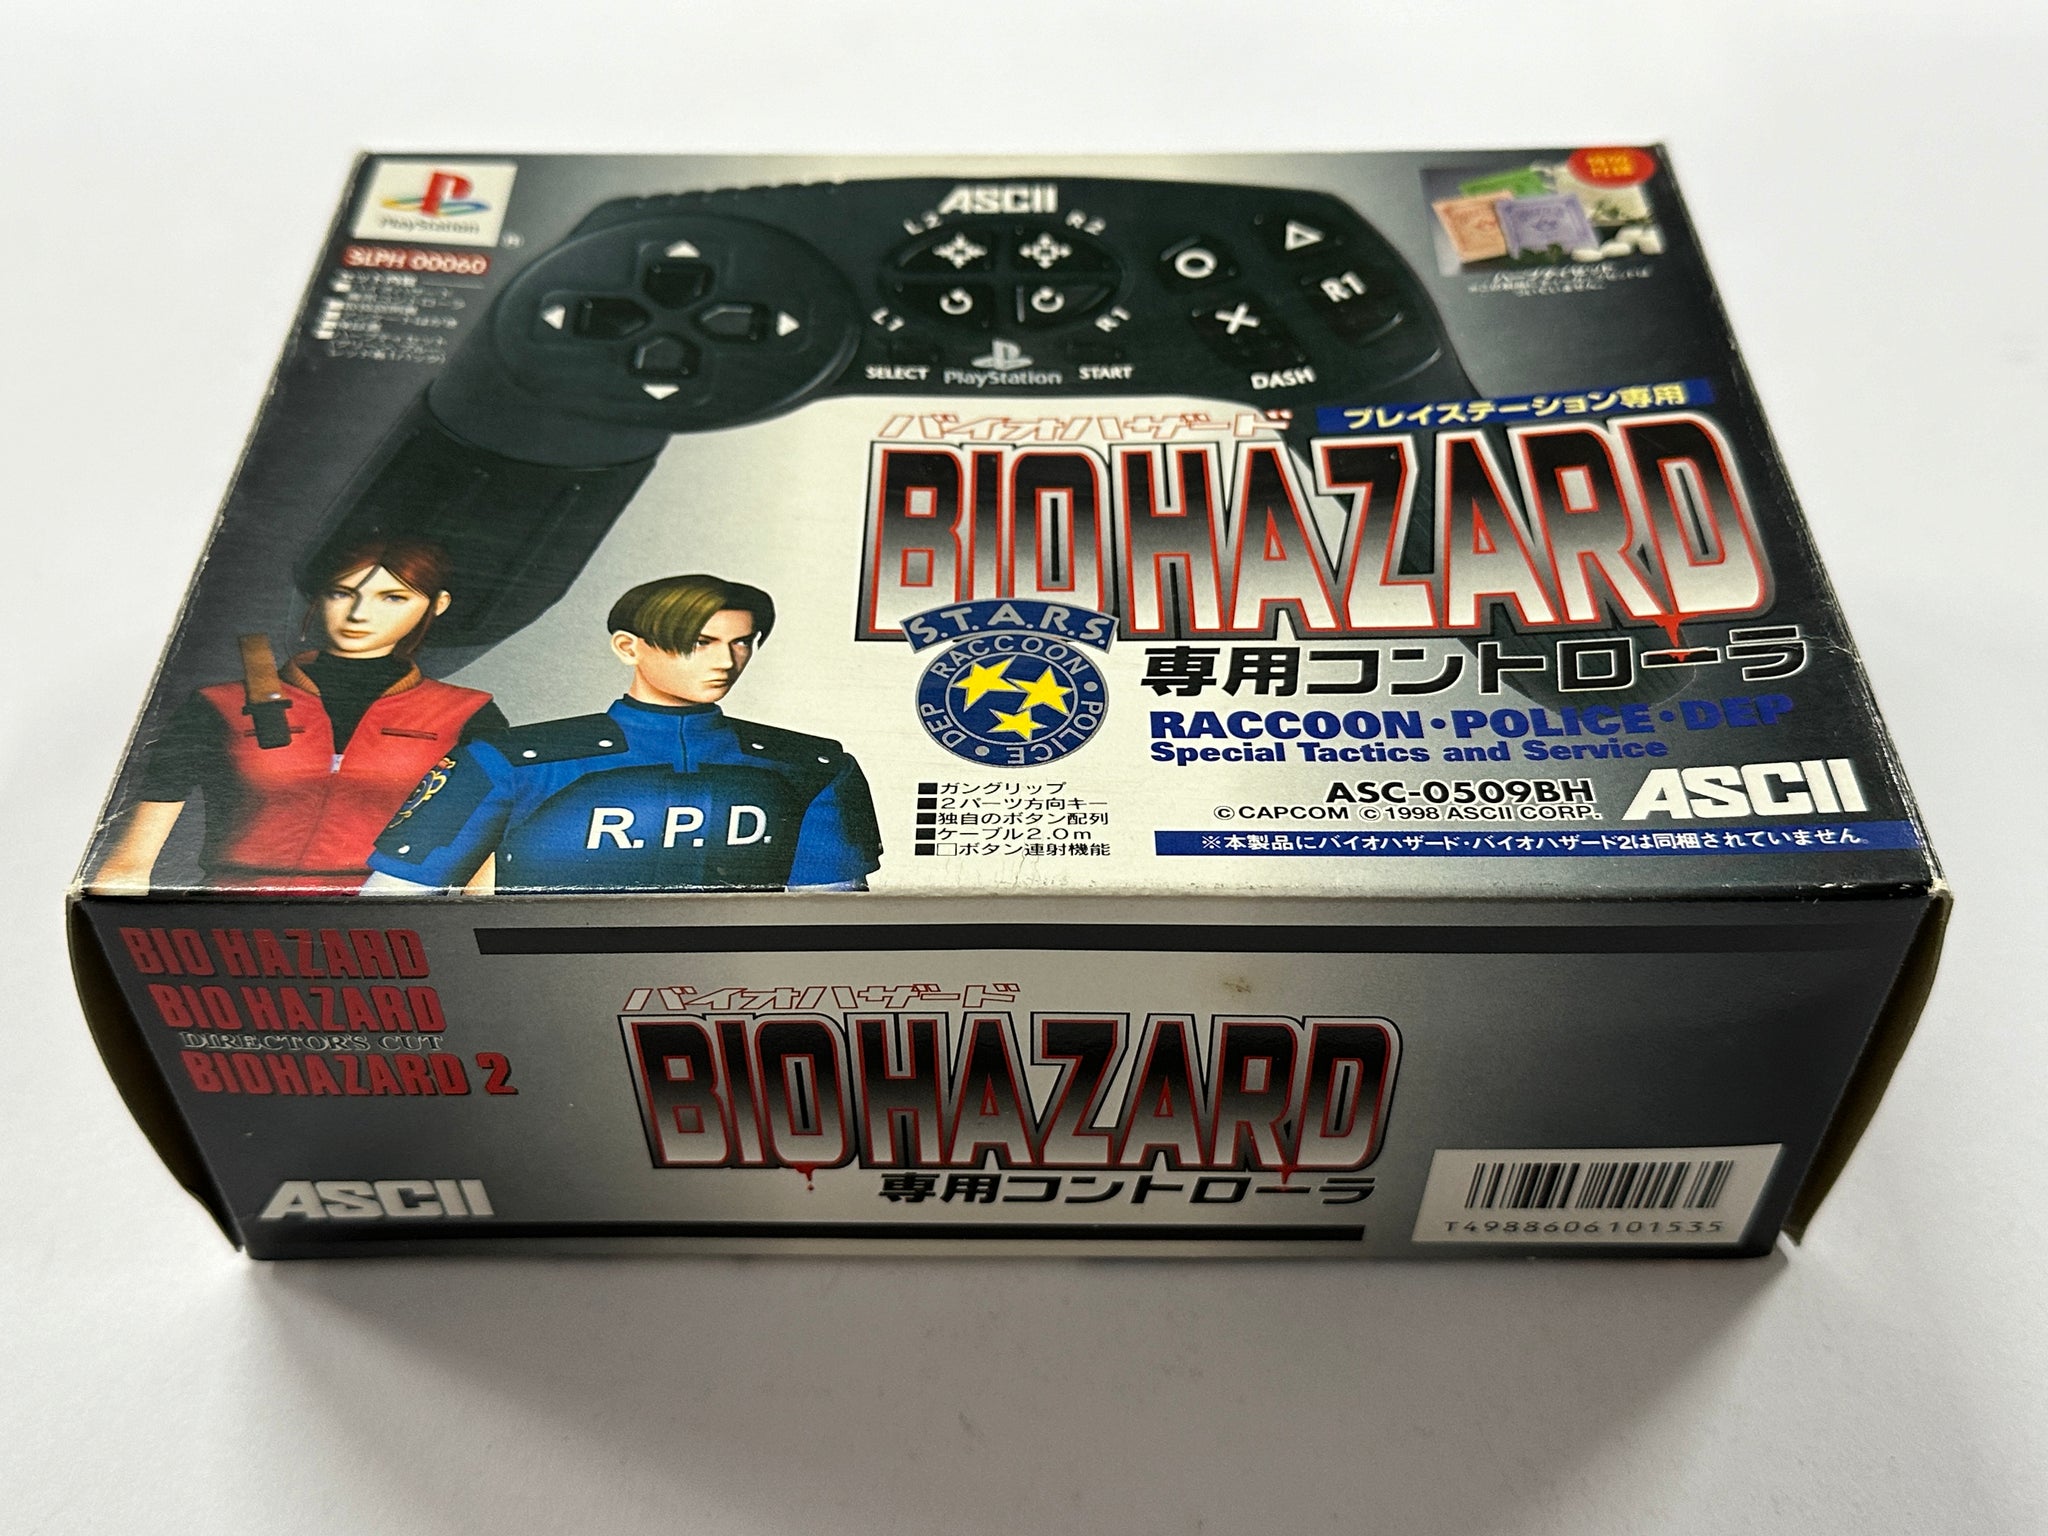 PlayStation
SLPH 00060
ASCII
L2
R2
L1
R1
R1
SELECT
PlayStation
START
DASH
プレイステーション専用
バイオハザード
BIOHAZARD
専用コントローラ
S.T.A.R.S.
RACCOON・POLICE・DEP
RACCOON・POLICE・DEP
Special Tactics and Service
R.P.D.
■ガングリップ
■2パーツ方向キー
■独自のボタン配列
■ケーブル2.0m
■□ボタン連射機能
ASC-0509BH
©CAPCOM ©1998 ASCII CORP.
ASCII
※本製品にバイオハザード・バイオハザード2は同梱されていません。
BIO HAZARD
BIO HAZARD
DIRECTOR'S CUT
BIOHAZARD 2
バイオハザード
BIOHAZARD
専用コントローラ
ASCII
T4988606101535